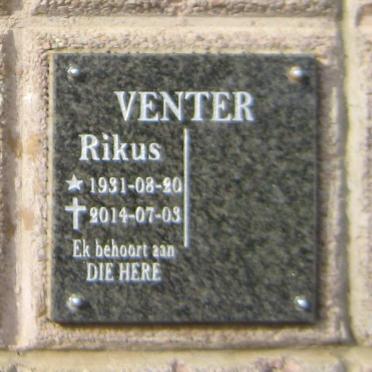 VENTER
Rikus
★ 1931-08-20
✝ 2014-07-03
Ek behoort aan
DIE HERE